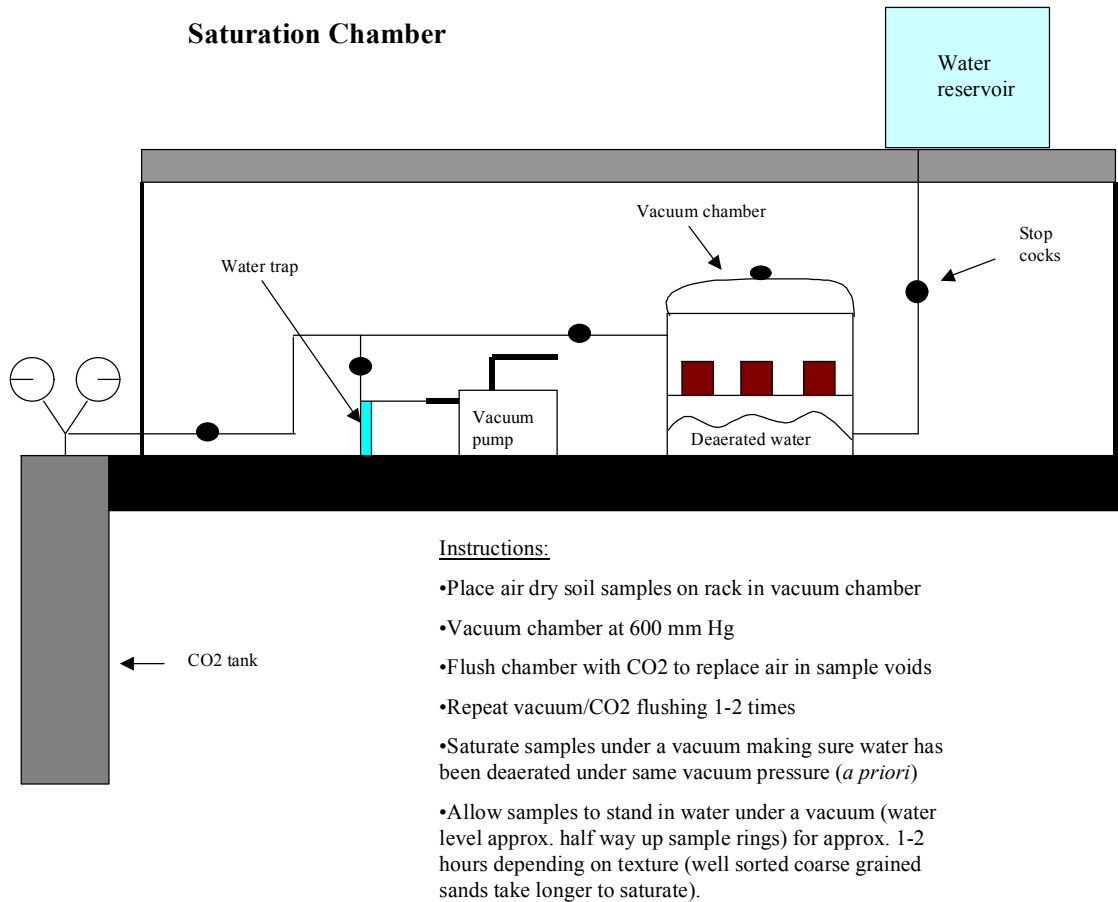 Saturation Chamber
Water
reservoir
Vacuum chamber
Stop
cocks
Water trap
Vacuum
pump
Deaerated water
Instructions:
•Place air dry soil samples on rack in vacuum chamber
•Vacuum chamber at 600 mm Hg
CO2 tank
•Flush chamber with CO2 to replace air in sample voids
•Repeat vacuum/CO2 flushing 1-2 times
•Saturate samples under a vacuum making sure water has
been deaerated under same vacuum pressure (a priori)
•Allow samples to stand in water under a vacuum (water
level approx. half way up sample rings) for approx. 1-2
hours depending on texture (well sorted coarse grained
sands take longer to saturate).